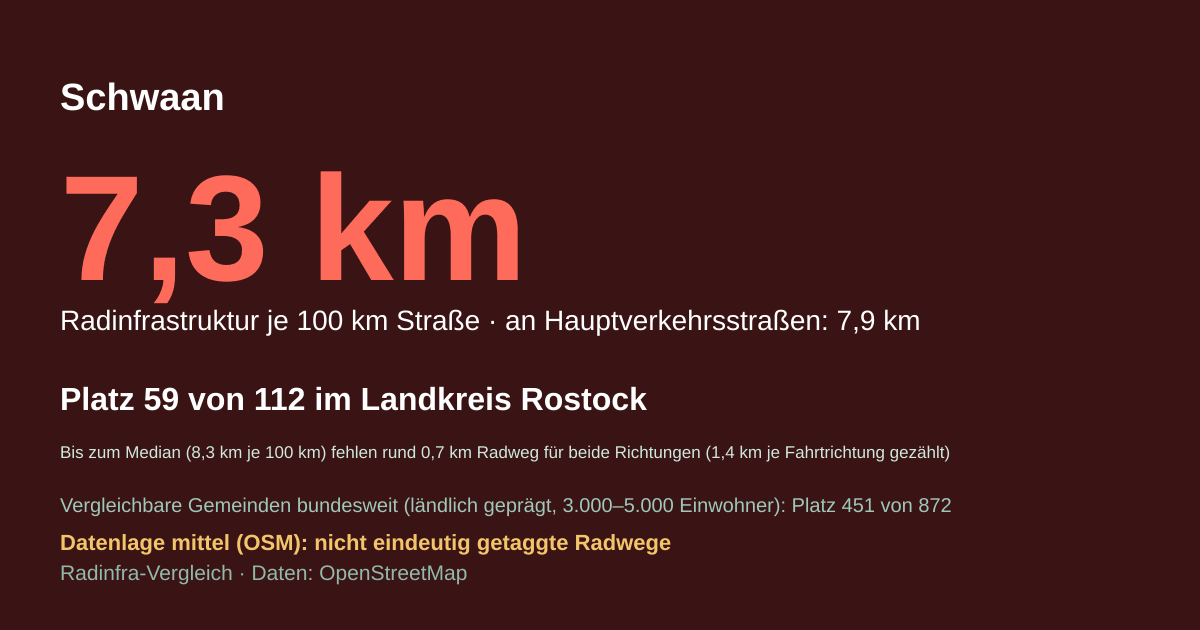 Schwaan
7,3 km
Radinfrastruktur je 100 km Straße · an Hauptverkehrsstraßen: 7,9 km
Platz 59 von 112 im Landkreis Rostock
Bis zum Median (8,3 km je 100 km) fehlen rund 0,7 km Radweg für beide Richtungen (1,4 km je Fahrtrichtung gezählt)
Vergleichbare Gemeinden bundesweit (ländlich geprägt, 3.000–5.000 Einwohner): Platz 451 von 872
Datenlage mittel (OSM): nicht eindeutig getaggte Radwege
Radinfra-Vergleich · Daten: OpenStreetMap